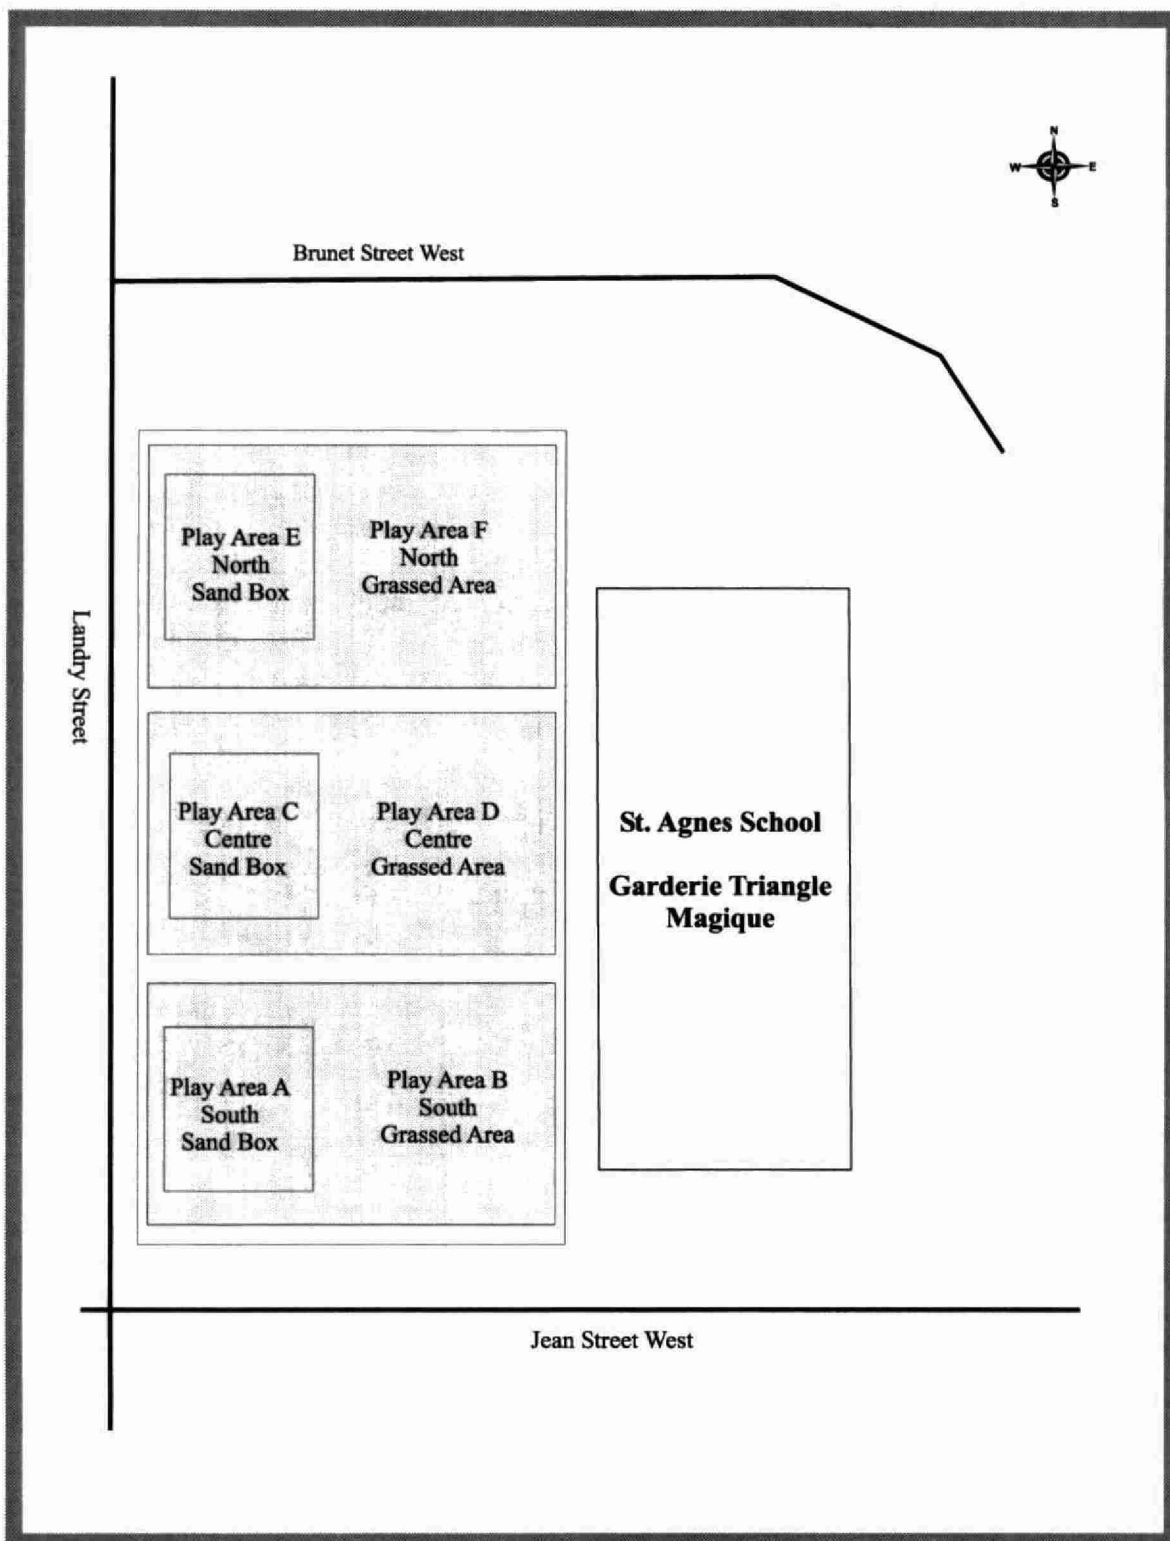 N
W E
S
Brunet Street West
Play Area E
North
Sand Box
Play Area F
North
Grassed Area
Landry Street
Play Area C
Centre
Sand Box
Play Area D
Centre
Grassed Area
St. Agnes School
Garderie Triangle
Magique
Play Area A
South
Sand Box
Play Area B
South
Grassed Area
Jean Street West